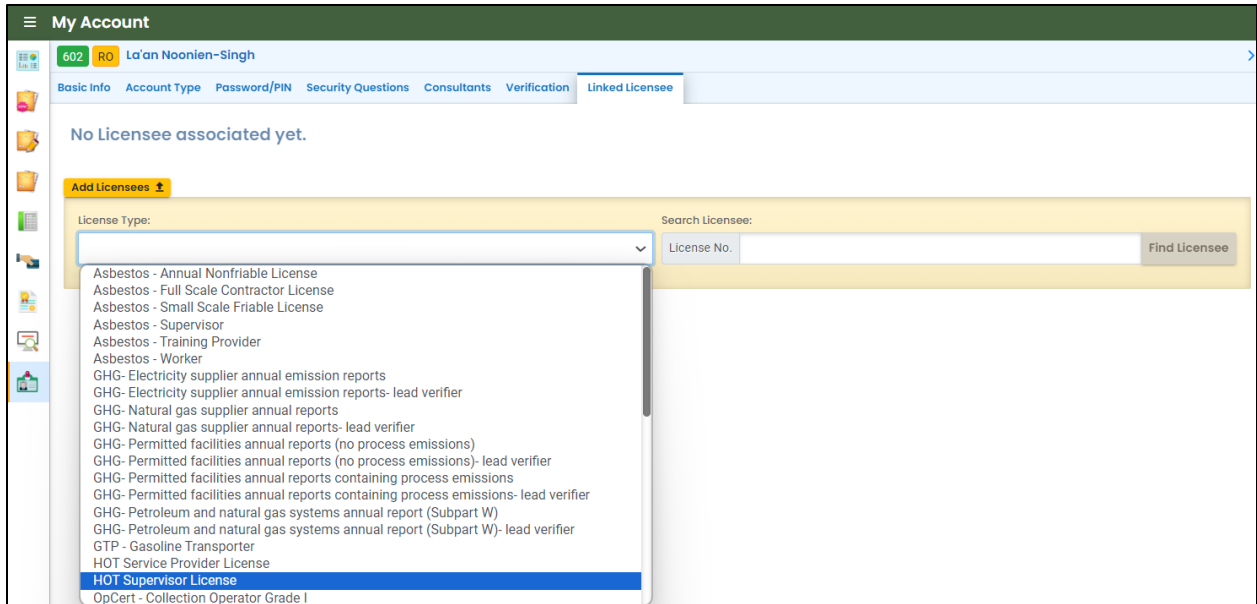 My Account
602 RO La'an Noonien-Singh
Basic Info Account Type Password/PIN Security Questions Consultants Verification Linked Licensee
No Licensee associated yet.
Add Licensees
License Type: Search Licensee:
License No. Find Licensee
Asbestos - Annual Nonfriable License
Asbestos - Full Scale Contractor License
Asbestos - Small Scale Friable License
Asbestos - Supervisor
Asbestos - Training Provider
Asbestos - Worker
GHG- Electricity supplier annual emission reports
GHG- Electricity supplier annual emission reports- lead verifier
GHG- Natural gas supplier annual reports
GHG- Natural gas supplier annual reports- lead verifier
GHG- Permitted facilities annual reports (no process emissions)
GHG- Permitted facilities annual reports (no process emissions)- lead verifier
GHG- Permitted facilities annual reports containing process emissions
GHG- Permitted facilities annual reports containing process emissions- lead verifier
GHG- Petroleum and natural gas systems annual report (Subpart W)
GHG- Petroleum and natural gas systems annual report (Subpart W)- lead verifier
GTP - Gasoline Transporter
HOT Service Provider License
HOT Supervisor License
OpCert - Collection Operator Grade I